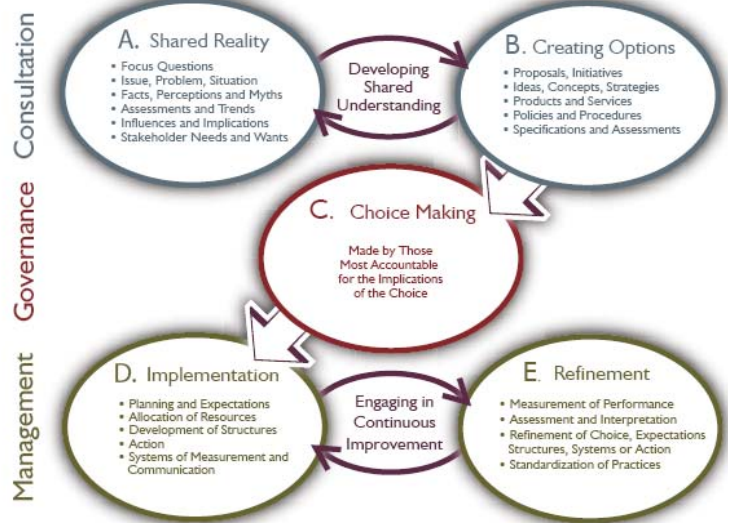 Consultation
A. Shared Reality
• Focus Questions
• Issue, Problem, Situation
• Facts, Perceptions and Myths
• Assessments and Trends
• Influences and Implications
• Stakeholder Needs and Wants
Developing
Shared
Understanding
B. Creating Options
• Proposals, Initiatives
• Ideas, Concepts, Strategies
• Products and Services
• Policies and Procedures
• Specifications and Assessments
Governance
C. Choice Making
Made by Those
Most Accountable
for the Implications
of the Choice
Management
D. Implementation
• Planning and Expectations
• Allocation of Resources
• Development of Structures
• Action
• Systems of Measurement and
Communication
Engaging in
Continuous
Improvement
E. Refinement
• Measurement of Performance
• Assessment and Interpretation
• Refinement of Choice, Expectations
Structures, Systems or Action
• Standardization of Practices